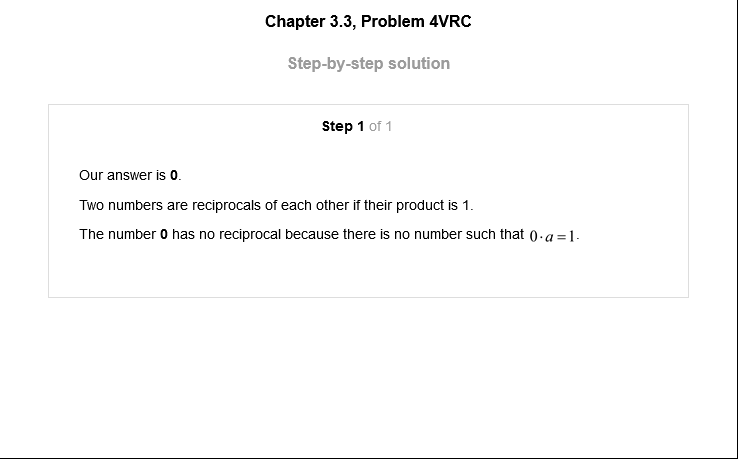 Chapter 3.3, Problem 4VRC
Step-by-step solution
Step 1 of 1
Our answer is 0.
Two numbers are reciprocals of each other if their product is 1.
The number 0 has no reciprocal because there is no number such that 0·a=1.